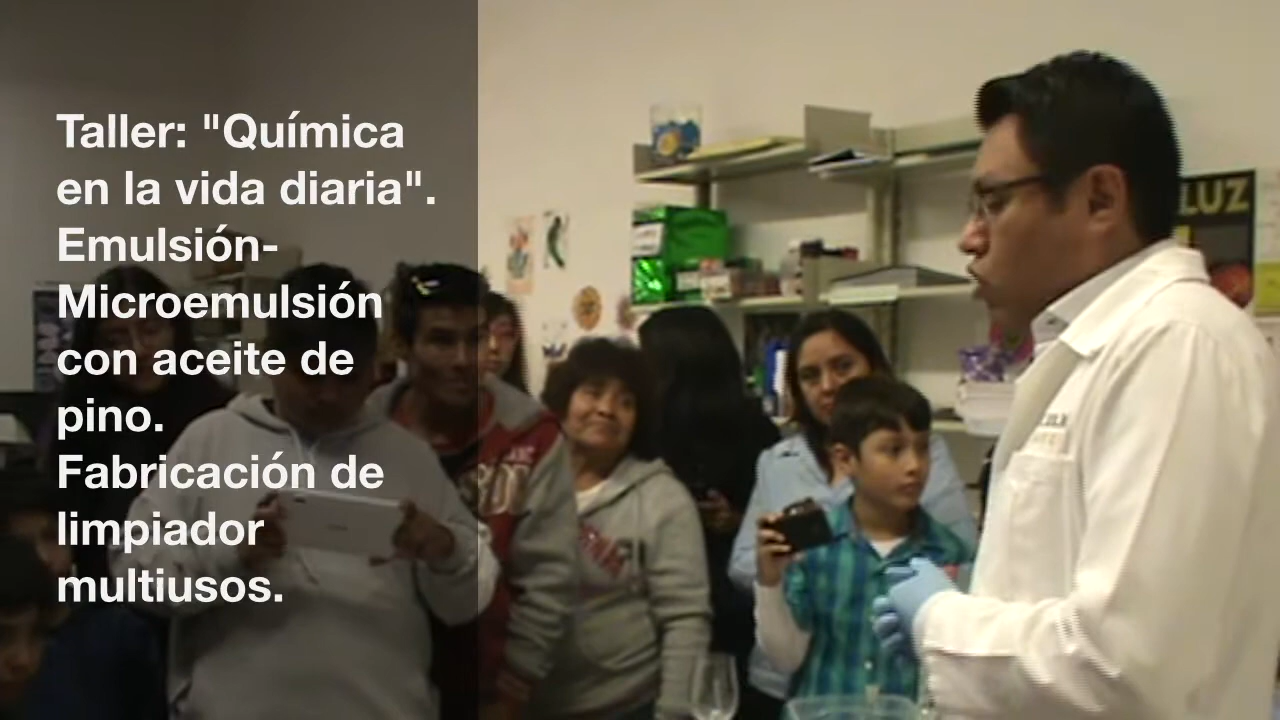 Taller: "Química
en la vida diaria".
Emulsión-
Microemulsión
con aceite de
pino.
Fabricación de
limpiador
multiusos.
LUZ